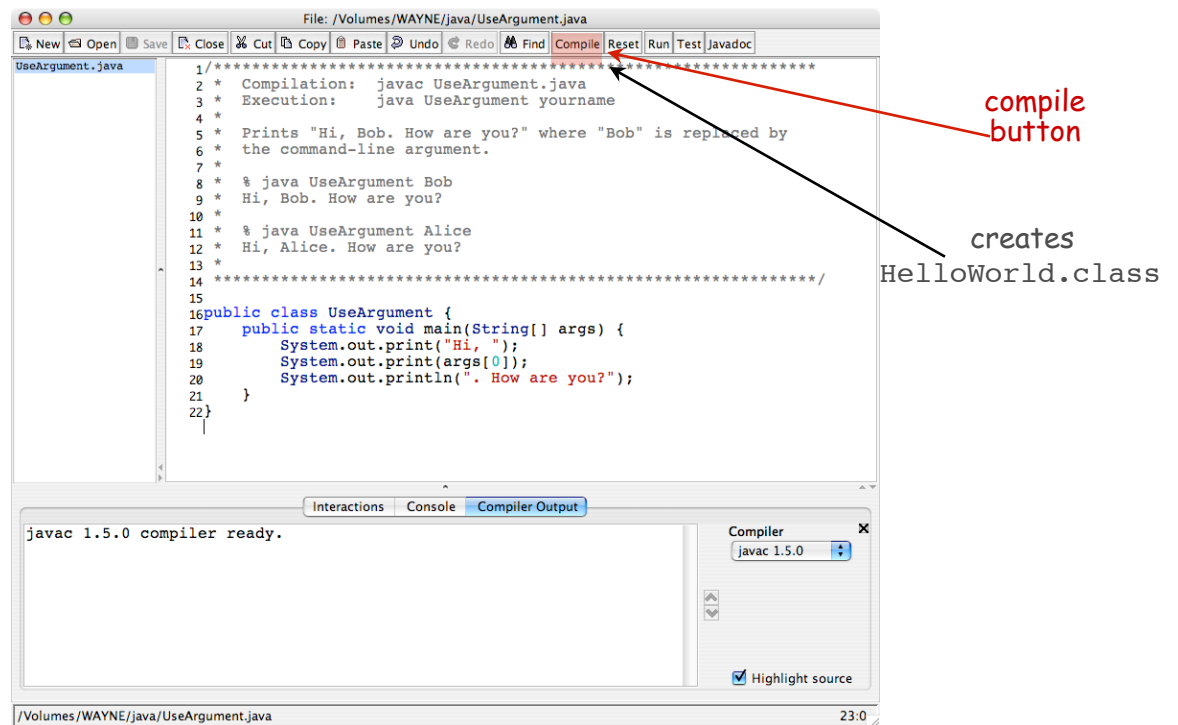 File: /Volumes/WAYNE/java/UseArgument.java
New Open Save Close Cut Copy Paste Undo Redo Find Compile Reset Run Test Javadoc
UseArgument.java
1/****************************************************************
2 *  Compilation:  javac UseArgument.java
3 *  Execution:    java UseArgument yourname
4 *
5 *  Prints "Hi, Bob. How are you?" where "Bob" is replaced by
6 *  the command-line argument.
7 *
8 *  % java UseArgument Bob
9 *  Hi, Bob. How are you?
10 *
11 *  % java UseArgument Alice
12 *  Hi, Alice. How are you?
13 *
14 ****************************************************************/
15
16public class UseArgument {
17    public static void main(String[] args) {
18        System.out.print("Hi, ");
19        System.out.print(args[0]);
20        System.out.println(". How are you?");
21    }
22}
compile
button
creates
HelloWorld.class
Interactions Console Compiler Output
javac 1.5.0 compiler ready.
Compiler
javac 1.5.0
Highlight source
/Volumes/WAYNE/java/UseArgument.java 23:0